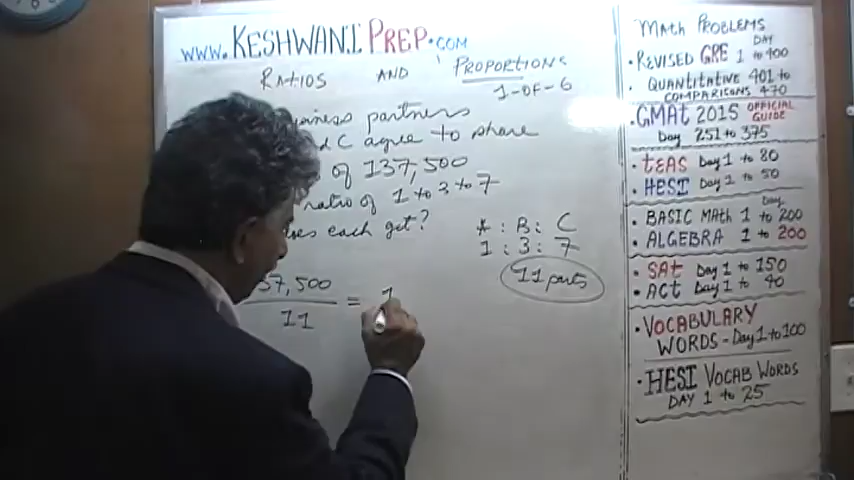 www.KESHWANI PREP.COM
RATIOS AND PROPORTIONS
1-OF-6
partners
C agree to share
of 137,500
ratio of 1 to 3 to 7
each get?
A : B : C
1 : 3 : 7
11 parts
37,500
11
= 1
MATH PROBLEMS
DAY
• REVISED GRE 1 to 400
• QUANTITATIVE 401 to
COMPARISONS 470
• GMAT 2015 OFFICIAL
GUIDE
Day 251 to 375
• TEAS Day 1 to 80
• HESI Day 1 to 50
Day
• BASIC MATH 1 to 200
• ALGEBRA 1 to 200
• SAT Day 1 to 150
• ACT Day 1 to 40
• VOCABULARY
WORDS - Day 1 to 100
• HESI VOCAB WORDS
DAY 1 to 25